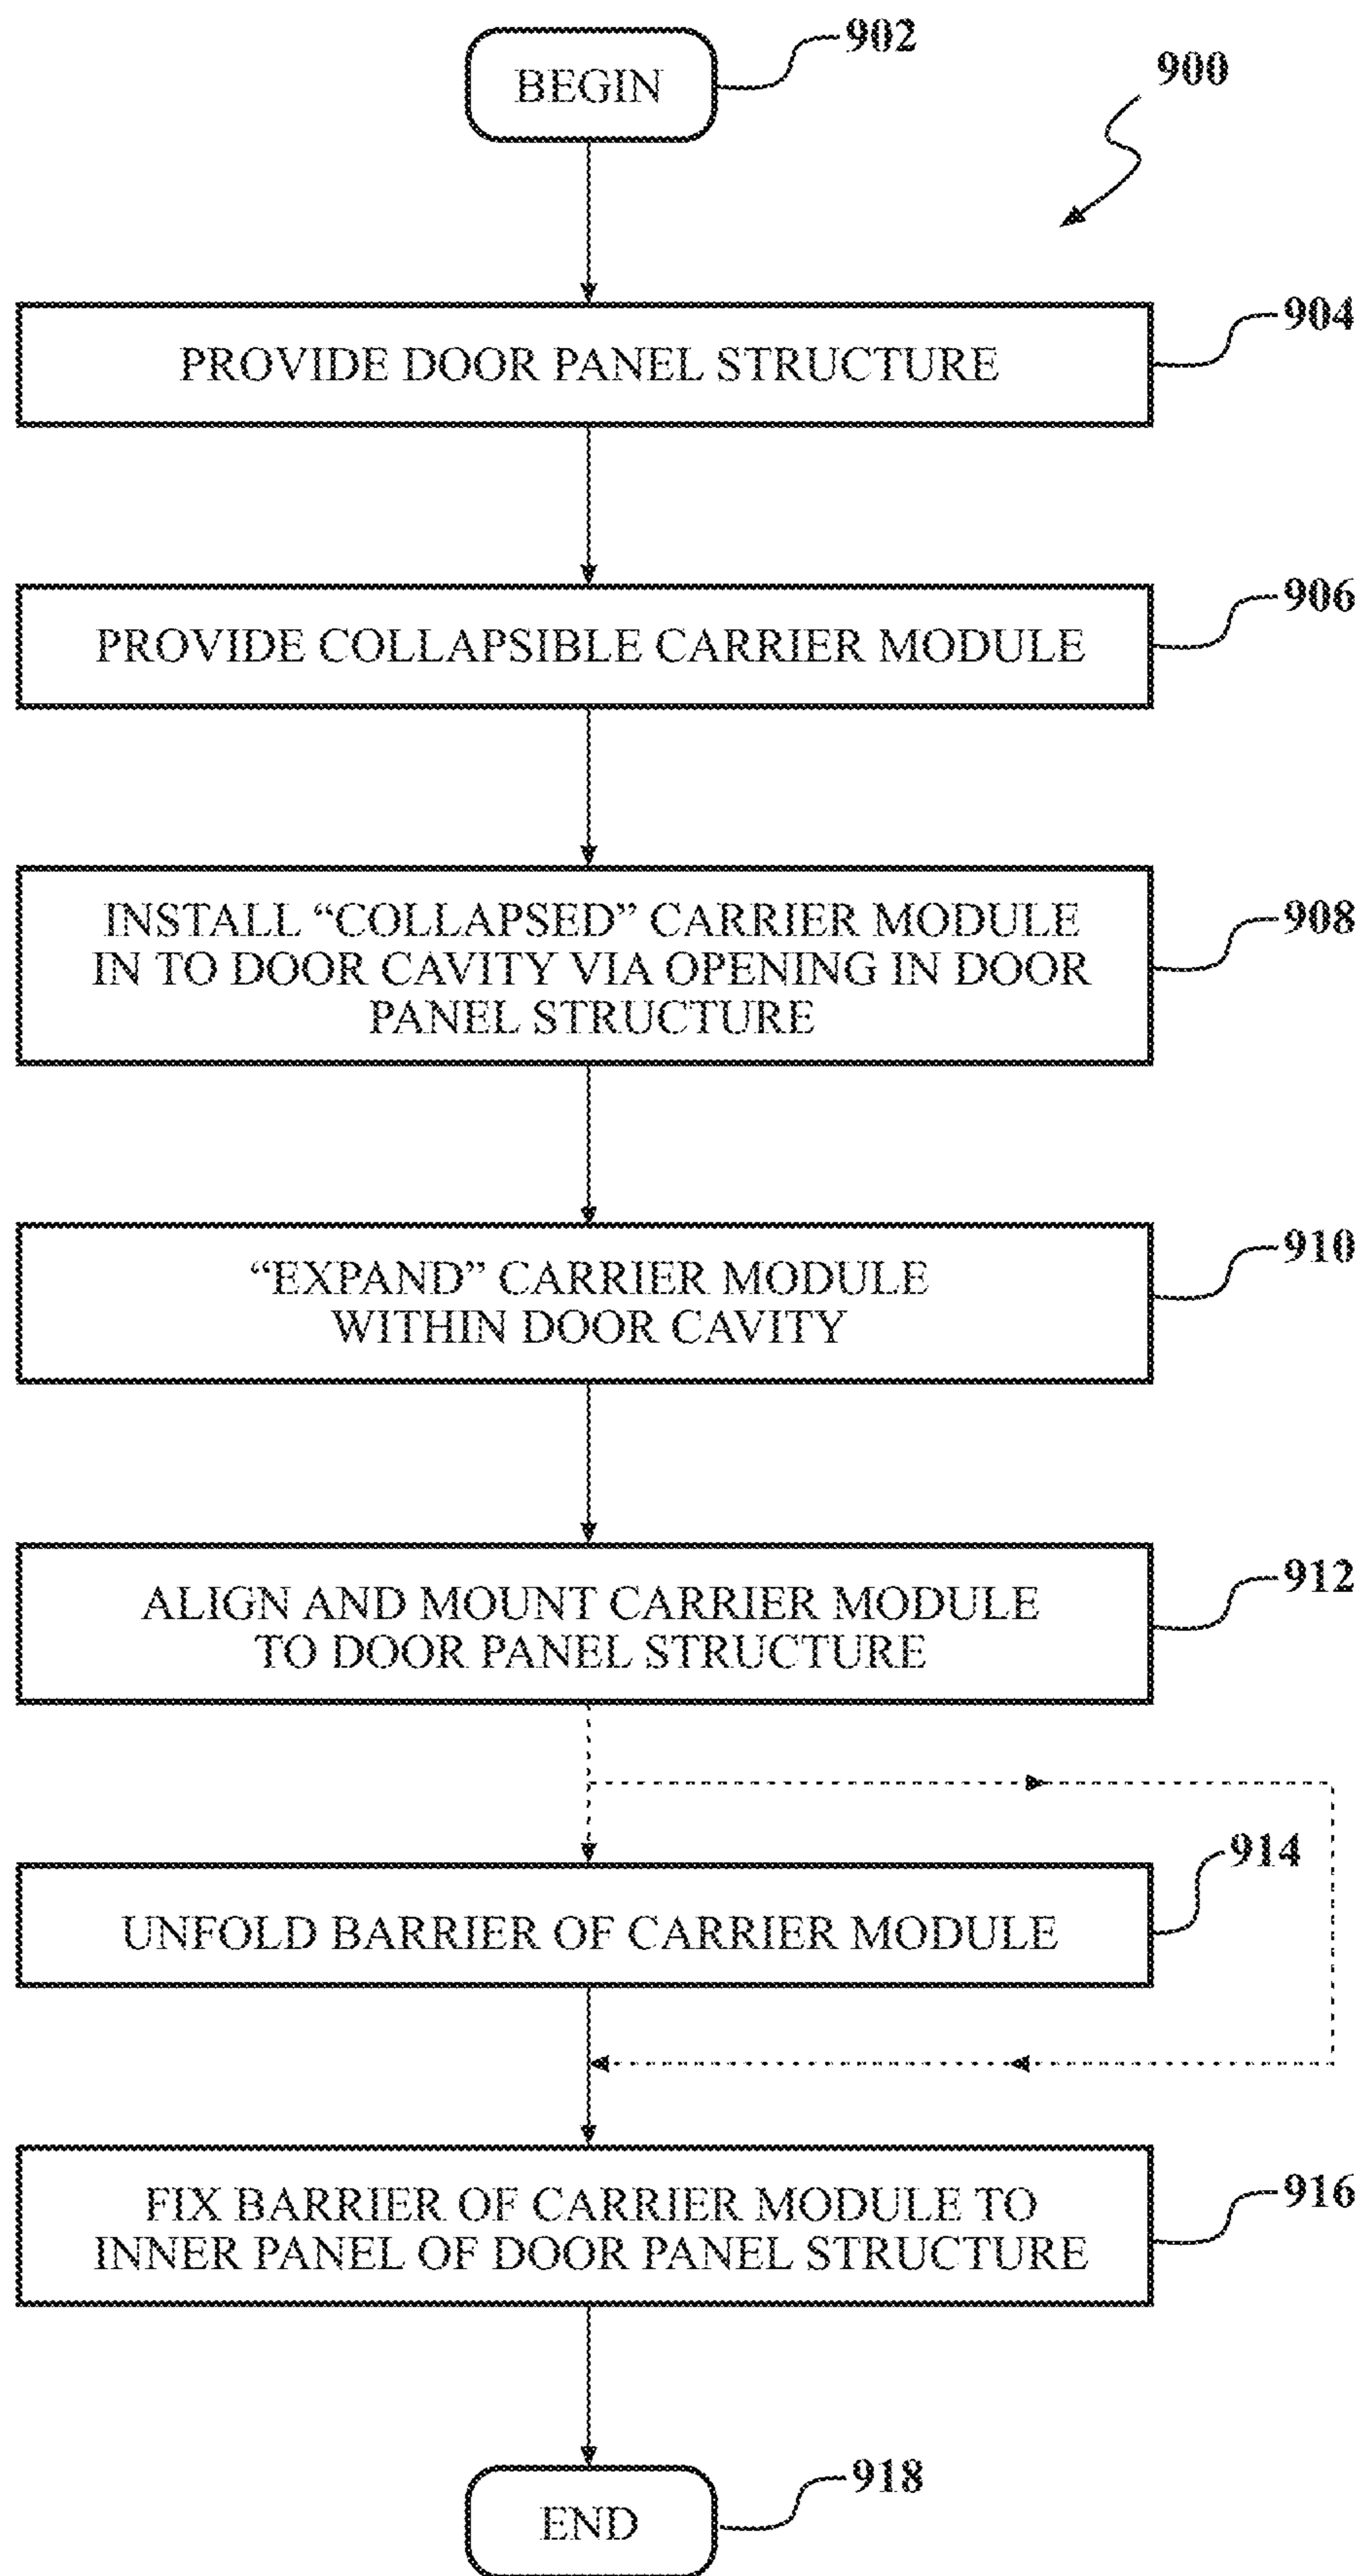 BEGIN
902
900
PROVIDE DOOR PANEL STRUCTURE
904
PROVIDE COLLAPSIBLE CARRIER MODULE
906
INSTALL “COLLAPSED” CARRIER MODULE
IN TO DOOR CAVITY VIA OPENING IN DOOR
PANEL STRUCTURE
908
“EXPAND” CARRIER MODULE
WITHIN DOOR CAVITY
910
ALIGN AND MOUNT CARRIER MODULE
TO DOOR PANEL STRUCTURE
912
UNFOLD BARRIER OF CARRIER MODULE
914
FIX BARRIER OF CARRIER MODULE TO
INNER PANEL OF DOOR PANEL STRUCTURE
916
END
918